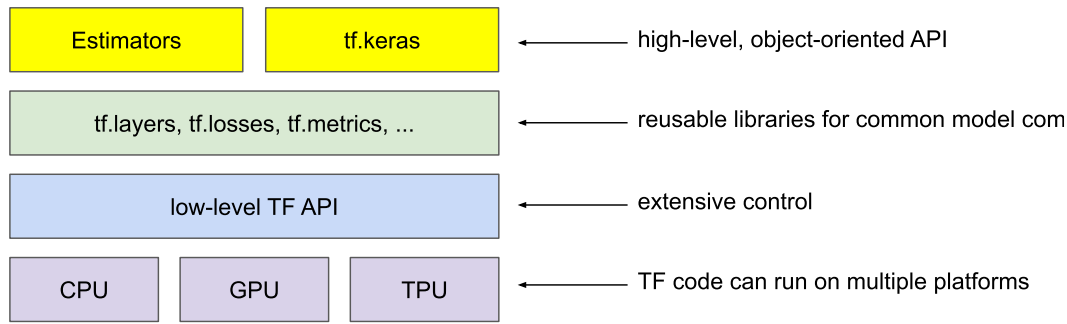 Estimators
tf.keras
high-level, object-oriented API
tf.layers, tf.losses, tf.metrics, ...
reusable libraries for common model com
low-level TF API
extensive control
CPU
GPU
TPU
TF code can run on multiple platforms